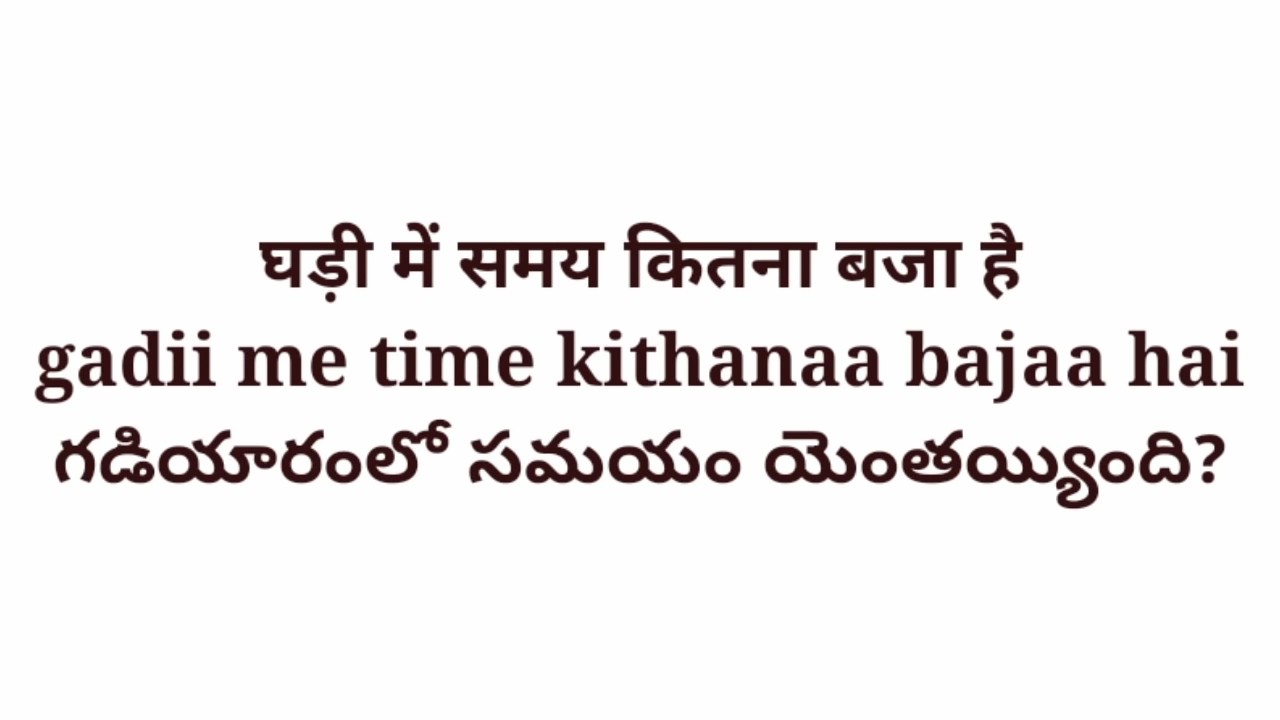 घड़ी में समय कितना बजा है
gadii me time kithanaa bajaa hai
గడియారంలో సమయం యెంతయ్యింది?